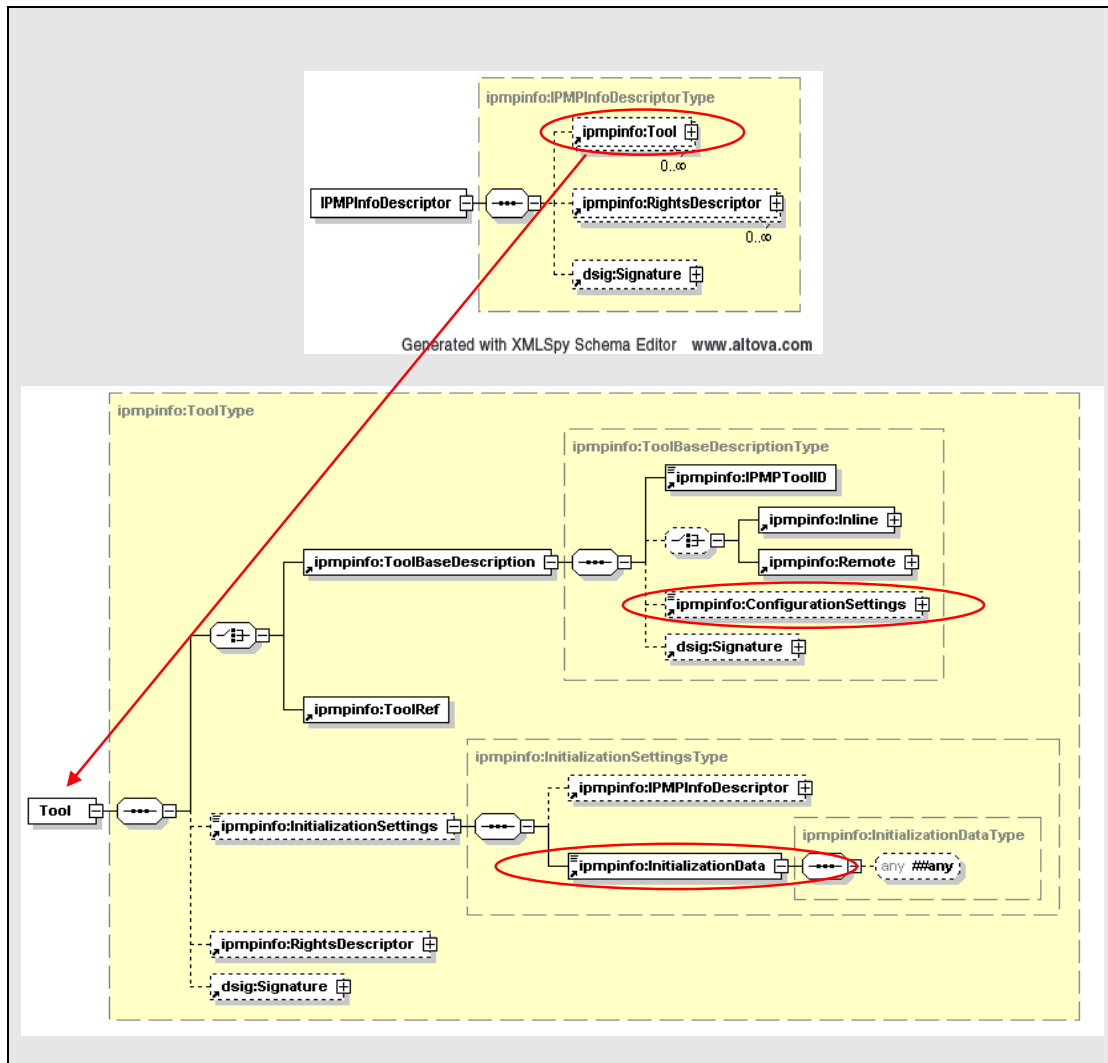 ipmpinfo:IPMPInfoDescriptorType
ipmpinfo:Tool
0..∞
IPMPInfoDescriptor
ipmpinfo:RightsDescriptor
0..∞
dsig:Signature
Generated with XMLSpy Schema Editor www.altova.com
ipmpinfo:ToolType
ipmpinfo:ToolBaseDescriptionType
ipmpinfo:IPMPToolID
ipmpinfo:Inline
ipmpinfo:ToolBaseDescription
ipmpinfo:Remote
ipmpinfo:ConfigurationSettings
dsig:Signature
ipmpinfo:ToolRef
ipmpinfo:InitializationSettingsType
ipmpinfo:IPMPInfoDescriptor
Tool
ipmpinfo:InitializationSettings
ipmpinfo:InitializationDataType
ipmpinfo:InitializationData
any ##any
ipmpinfo:RightsDescriptor
dsig:Signature